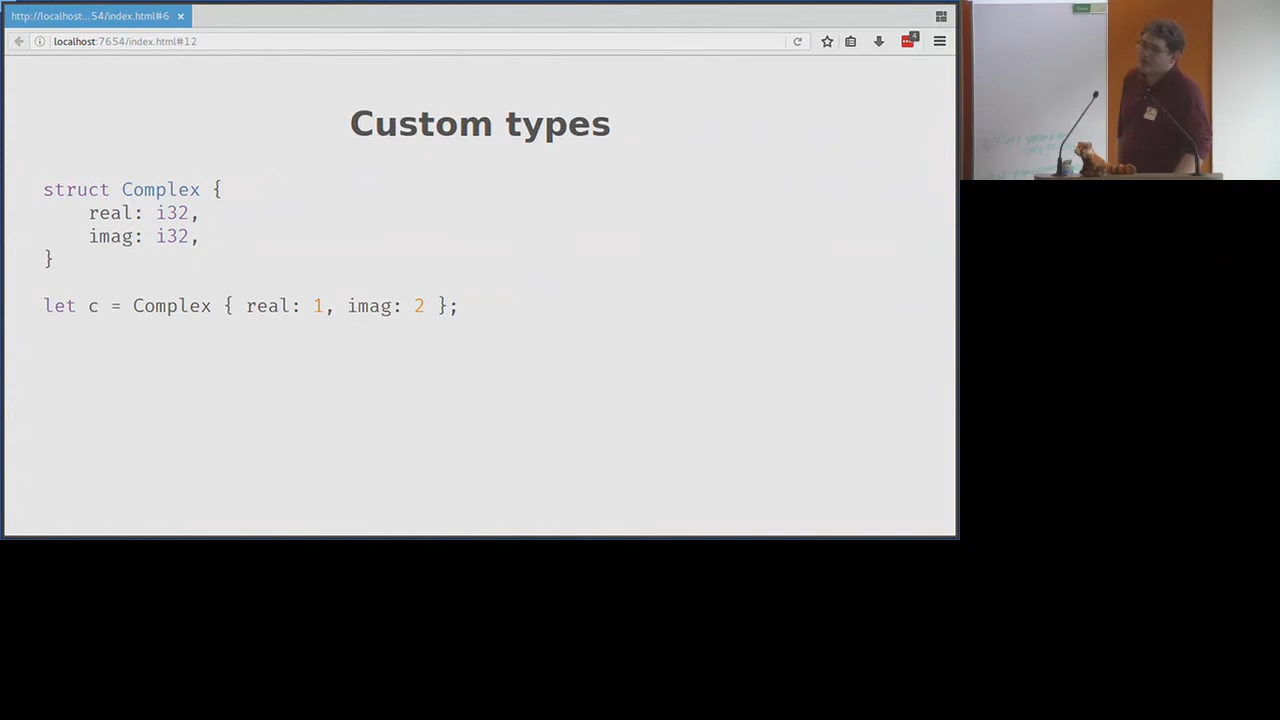 http://localhost...54/index.html#6 ×
localhost:7654/index.html#12
4
Custom types
struct Complex {
    real: i32,
    imag: i32,
}
let c = Complex { real: 1, imag: 2 };